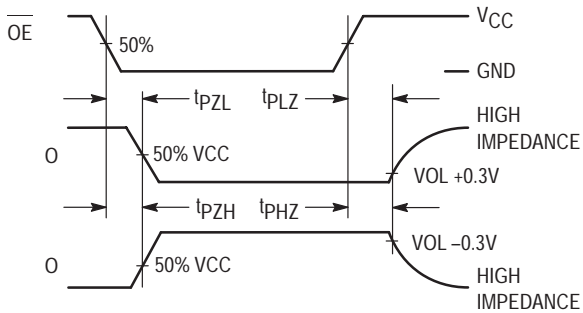 OE
50%
VCC
GND
tPZL
tPLZ
O
50% VCC
HIGH
IMPEDANCE
VOL +0.3V
tPZH
tPHZ
O
50% VCC
VOL –0.3V
HIGH
IMPEDANCE